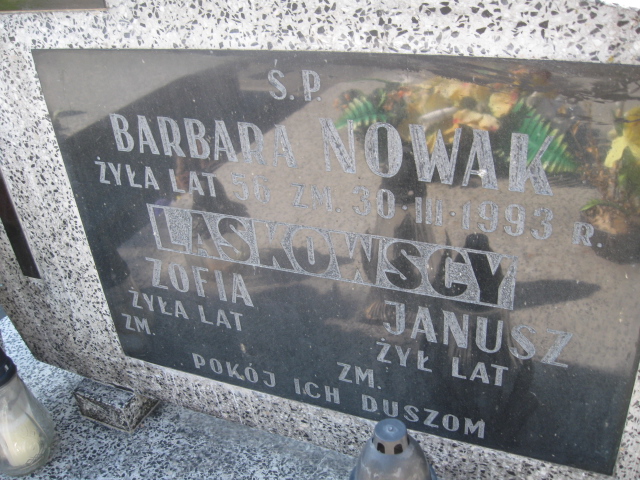 Ś.P.
BARBARA NOWAK
ŻYŁA LAT 56 ZM. 30 III 1993 R.
LASKOWSCY
ZOFIA JANUSZ
ŻYŁA LAT ŻYŁ LAT
ZM. ZM.
POKÓJ ICH DUSZOM